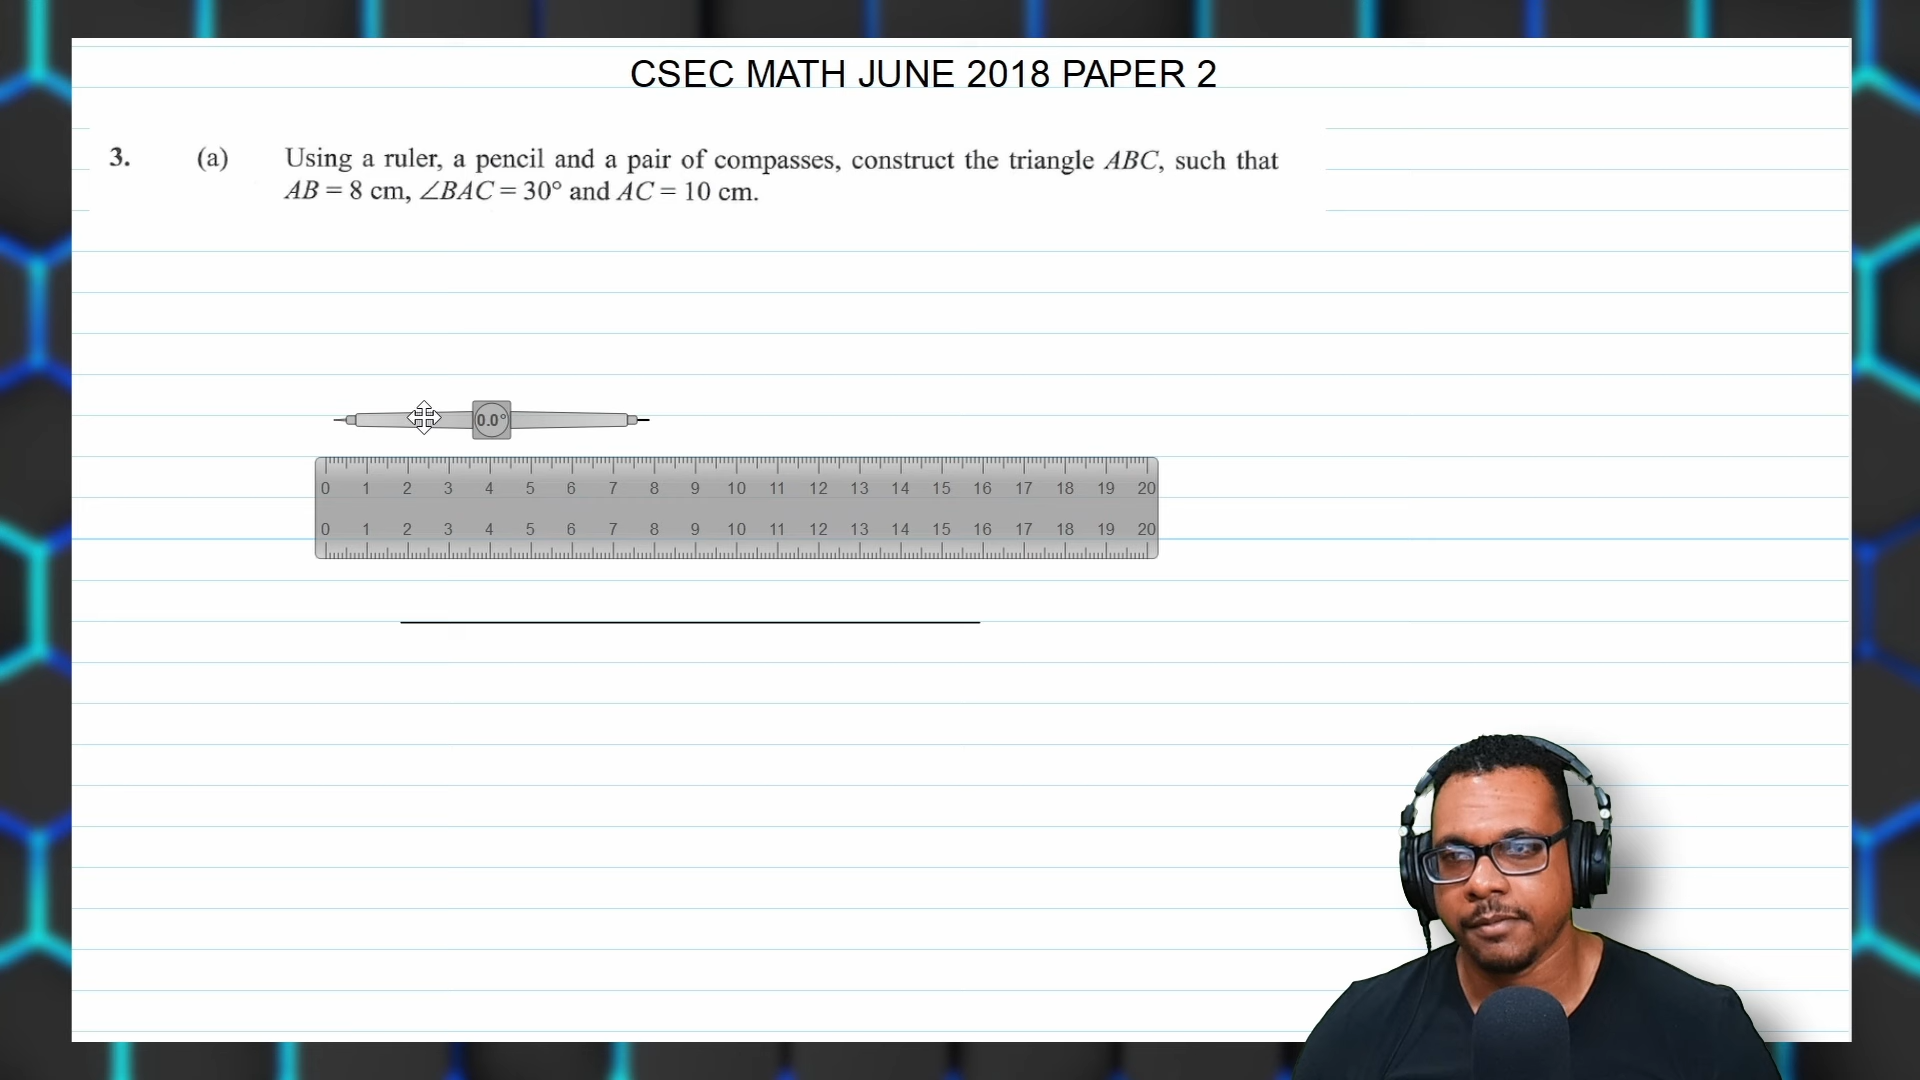 CSEC MATH JUNE 2018 PAPER 2
3. (a) Using a ruler, a pencil and a pair of compasses, construct the triangle ABC, such that
AB = 8 cm, ∠BAC = 30° and AC = 10 cm.
0.0°
0 1 2 3 4 5 6 7 8 9 10 11 12 13 14 15 16 17 18 19 20
0 1 2 3 4 5 6 7 8 9 10 11 12 13 14 15 16 17 18 19 20